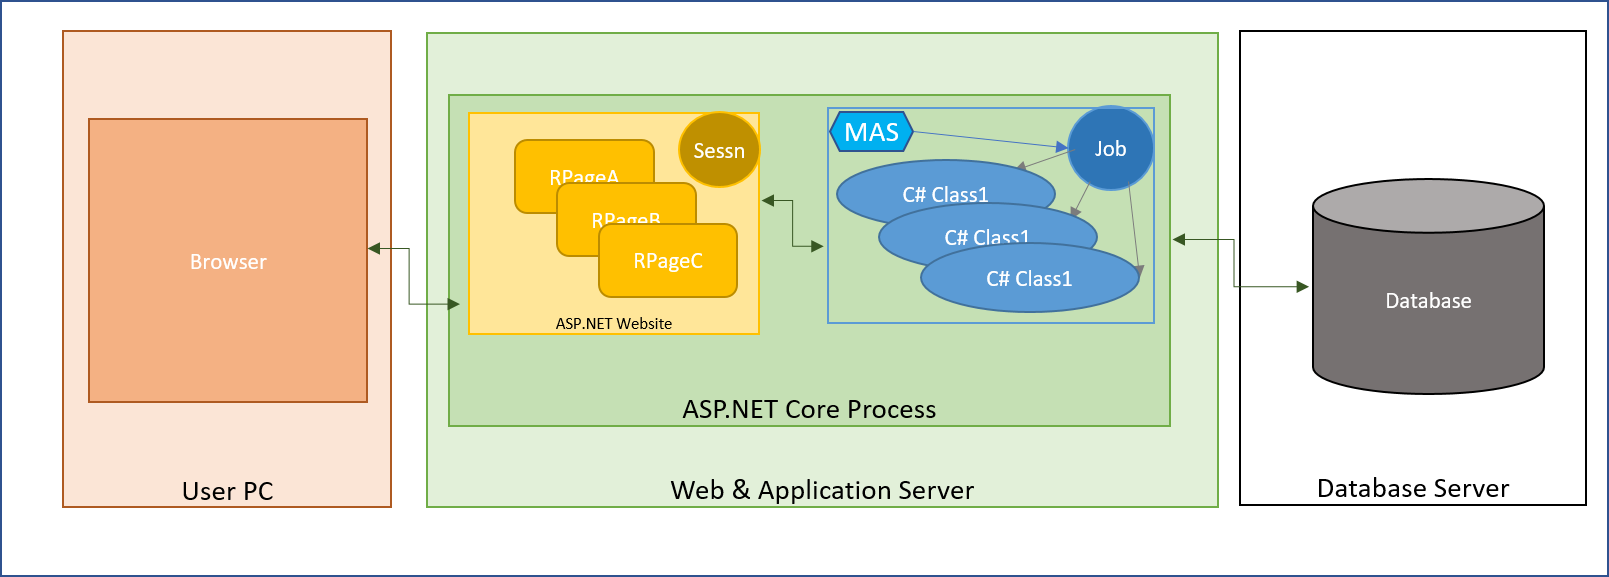 Browser
User PC
RPageA
RPageB
RPageC
Sessn
ASP.NET Website
MAS
Job
C# Class1
C# Class1
C# Class1
ASP.NET Core Process
Web & Application Server
Database
Database Server